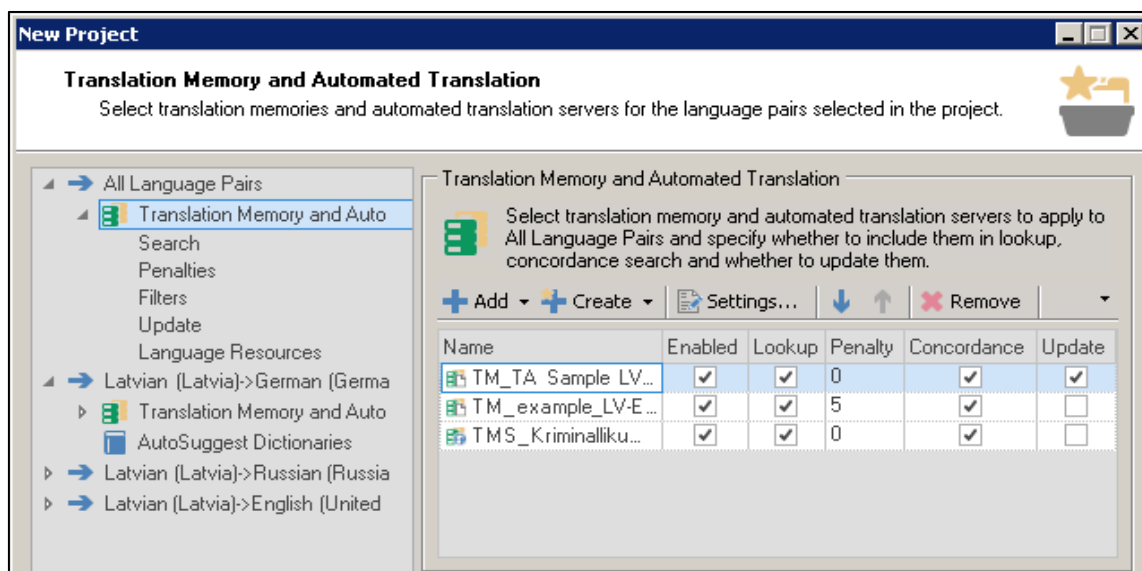 New Project
Translation Memory and Automated Translation
Select translation memories and automated translation servers for the language pairs selected in the project.
All Language Pairs
Translation Memory and Auto
Search
Penalties
Filters
Update
Language Resources
Latvian (Latvia)->German (Germa
Translation Memory and Auto
AutoSuggest Dictionaries
Latvian (Latvia)->Russian (Russia
Latvian (Latvia)->English (United
Translation Memory and Automated Translation
Select translation memory and automated translation servers to apply to
All Language Pairs and specify whether to include them in lookup,
concordance search and whether to update them.
Add Create Settings... Remove
Name Enabled Lookup Penalty Concordance Update
TM_TA Sample LV... 0
TM_example_LV-E... 5
TMS_Kriminalliku... 0